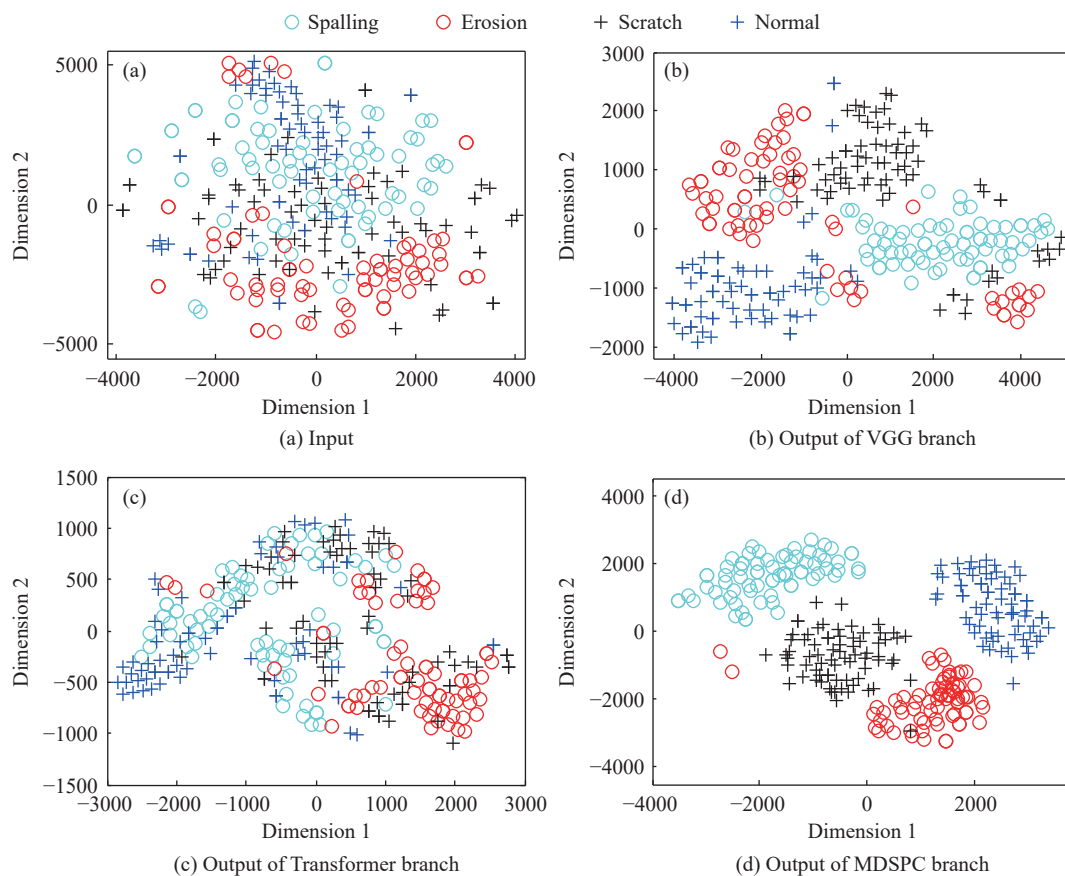 Spalling Erosion Scratch Normal
(a)
5000
0
−5000
Dimension 2
−4000 −2000 0 2000 4000
Dimension 1
(a) Input
(b)
3000
2000
1000
0
−1000
−2000
Dimension 2
−4000 −2000 0 2000 4000
Dimension 1
(b) Output of VGG branch
(c)
1500
1000
500
0
−500
−1000
−1500
Dimension 2
−3000 −2000 −1000 0 1000 2000 3000
Dimension 1
(c) Output of Transformer branch
(d)
4000
2000
0
−2000
−4000
Dimension 2
−4000 −2000 0 2000
Dimension 1
(d) Output of MDSPC branch